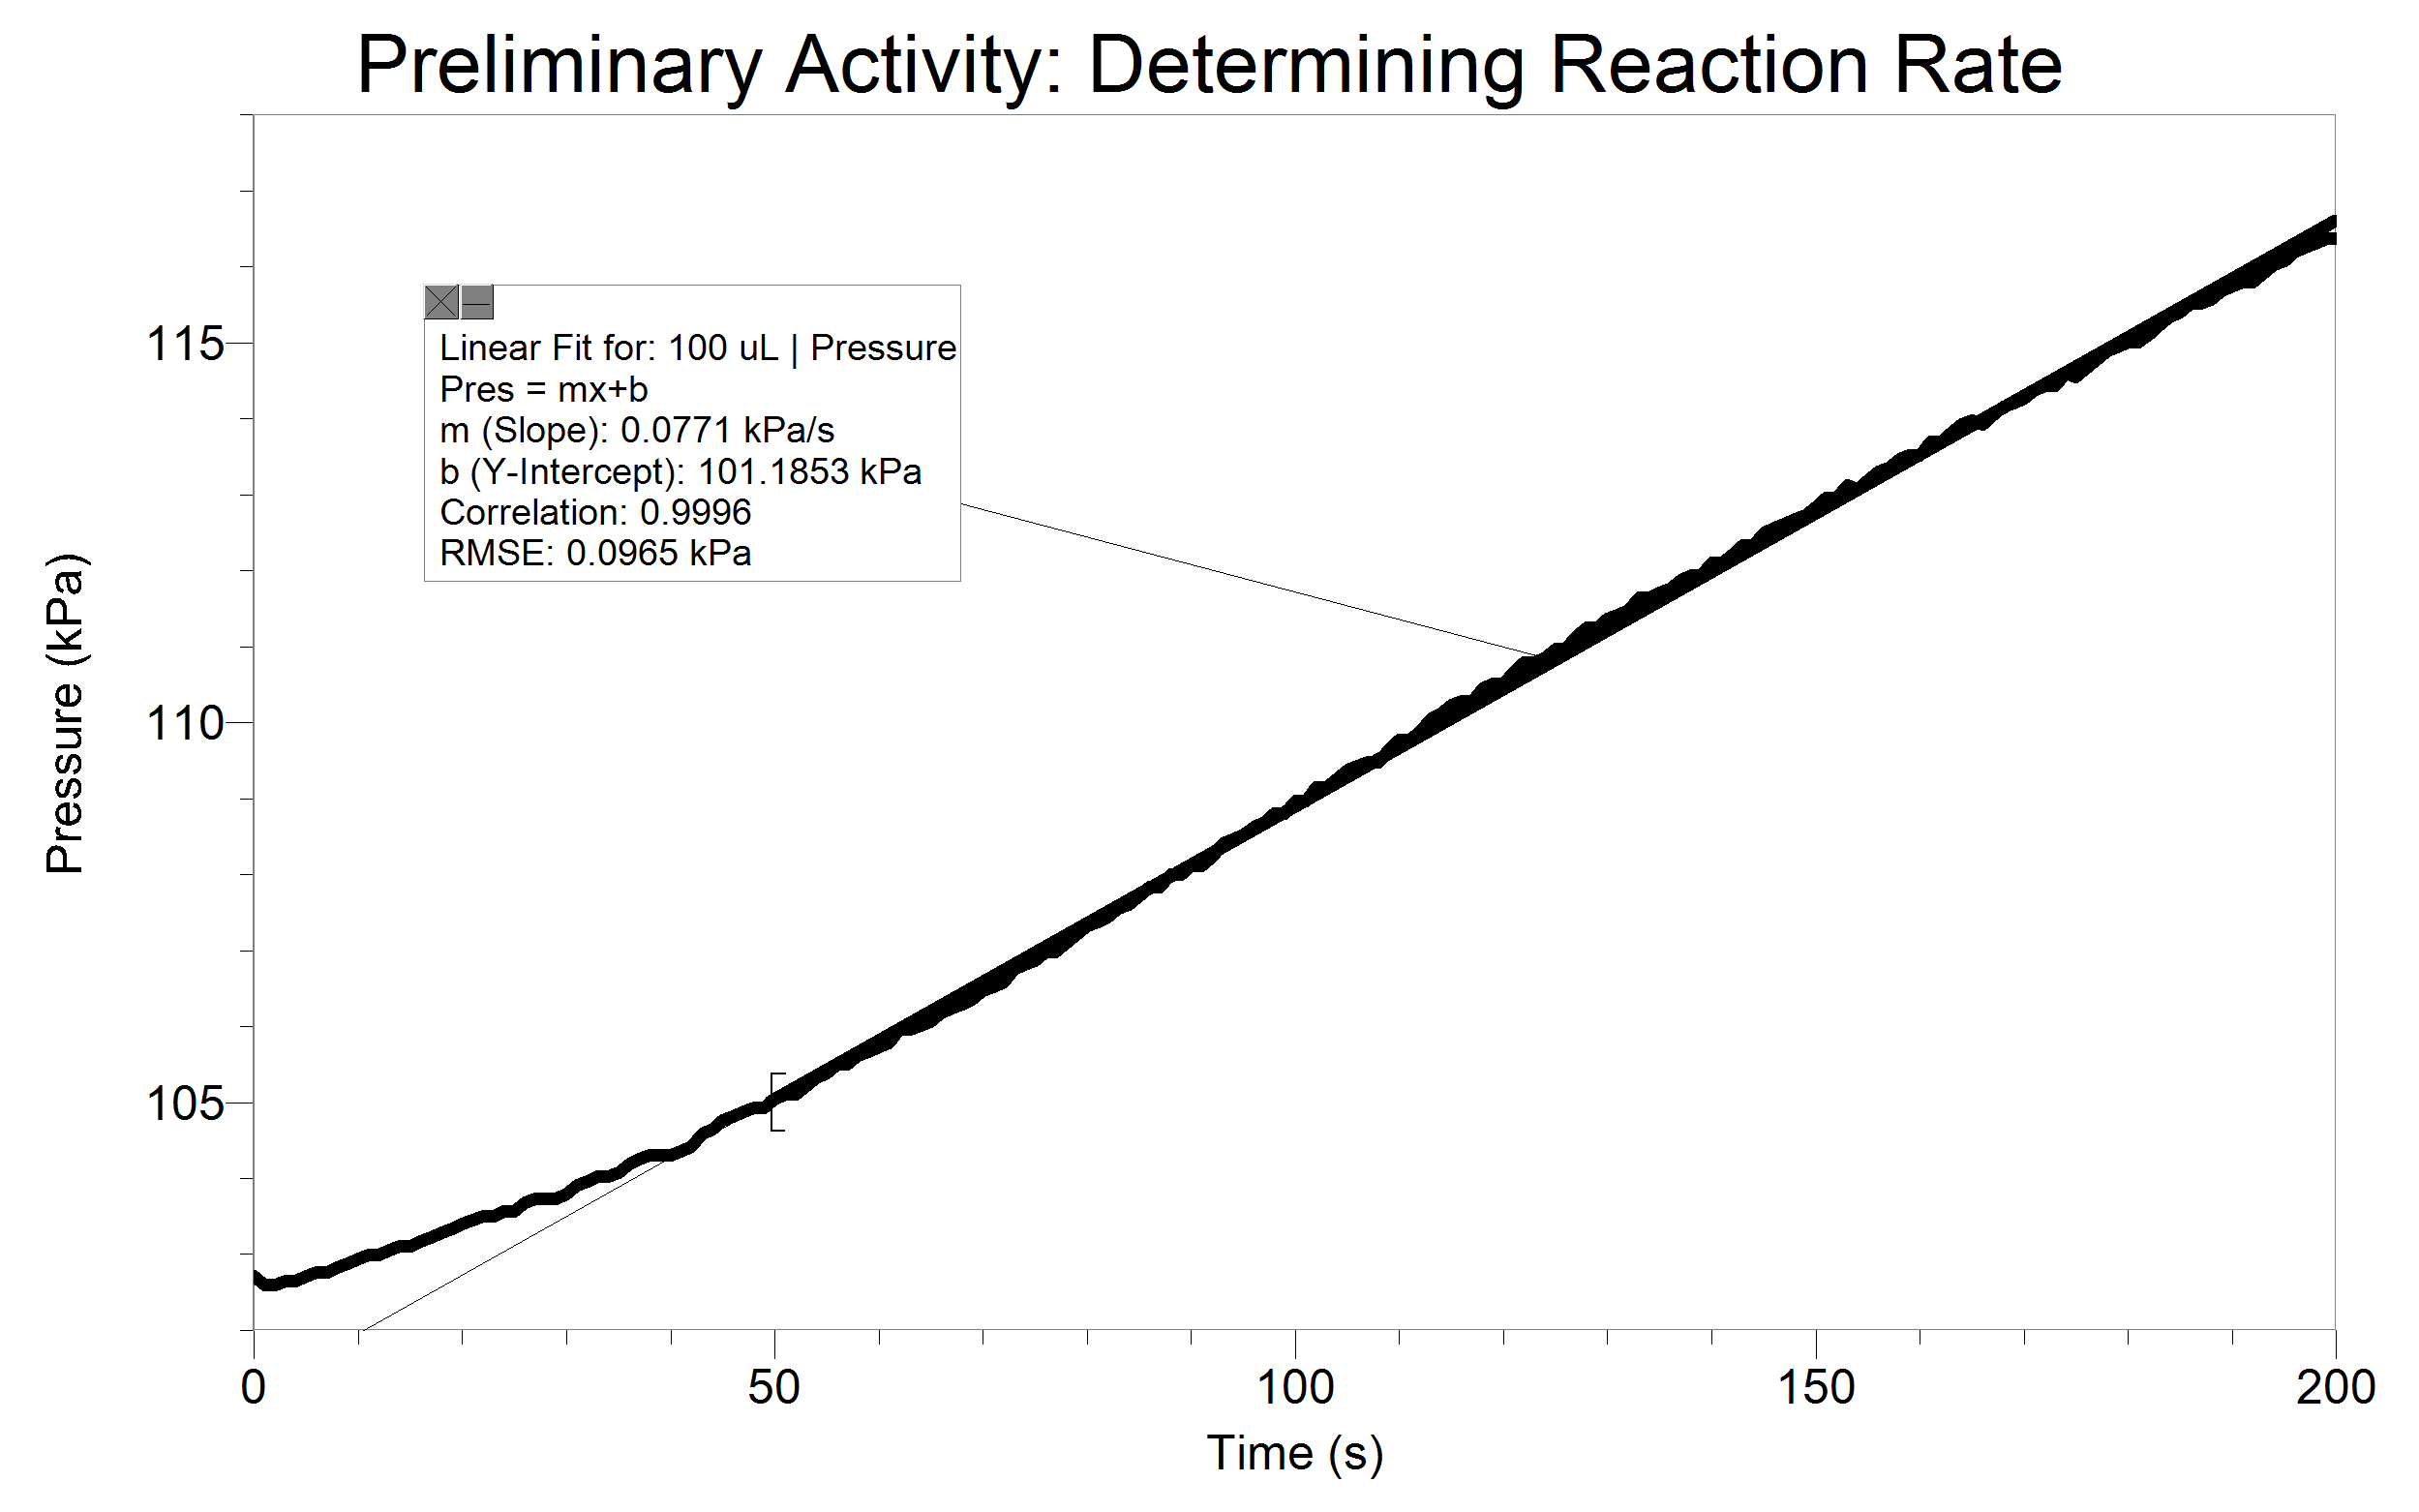 Preliminary Activity: Determining Reaction Rate
Linear Fit for: 100 uL | Pressure
Pres = mx+b
m (Slope): 0.0771 kPa/s
b (Y-Intercept): 101.1853 kPa
Correlation: 0.9996
RMSE: 0.0965 kPa
Pressure (kPa)
115
110
105
0 50 100 150 200
Time (s)